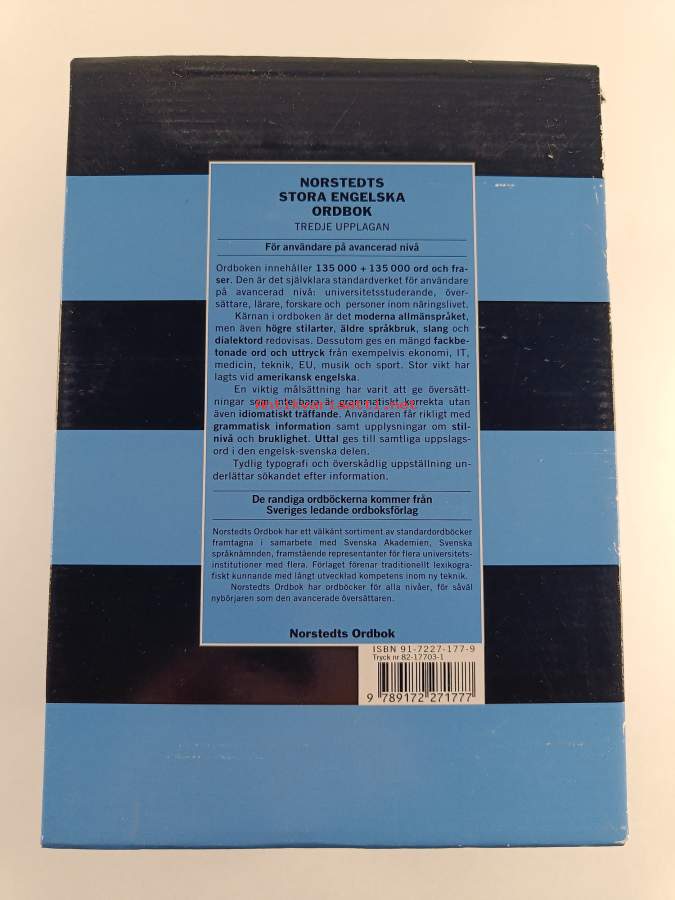 NORSTEDTS
STORA ENGELSKA
ORDBOK
TREDJE UPPLAGAN
För användare på avancerad nivå
Ordboken innehåller 135 000 + 135 000 ord och fra-
ser. Den är det självklara standardverket för användare
på avancerad nivå: universitetsstuderande, över-
sättare, lärare, forskare och personer inom näringslivet.
Kärnan i ordboken är det moderna allmänspråket,
men även högre stilarter, äldre språkbruk, slang och
dialektord redovisas. Dessutom ges en mängd fackbe-
tonade ord och uttryck från exempelvis ekonomi, IT,
medicin, teknik, EU, musik och sport. Stor vikt har
lagts vid amerikansk engelska.
En viktig målsättning har varit att ge översätt-
ningar som inte bara är grammatiskt korrekta utan
antikvariaatti.net
även idiomatiskt träffande. Användaren får rikligt med
grammatisk information samt upplysningar om stil-
nivå och bruklighet. Uttal ges till samtliga uppslags-
ord i den engelsk-svenska delen.
Tydlig typografi och överskådlig uppställning un-
derlättar sökandet efter information.
De randiga ordböckerna kommer från
Sveriges ledande ordboksförlag
Norstedts Ordbok har ett välkänt sortiment av standardordböcker
framtagna i samarbete med Svenska Akademien, Svenska
språknämnden, framstående representanter för flera universitets-
institutioner med flera. Förlaget förenar traditionellt lexikogra-
fiskt kunnande med långt utvecklad kompetens inom ny teknik.
Norstedts Ordbok har ordböcker för alla nivåer, för såväl
nybörjaren som den avancerade översättaren.
Norstedts Ordbok
ISBN 91-7227-177-9
Tryck nr 82-17703-1
9 789172 271777